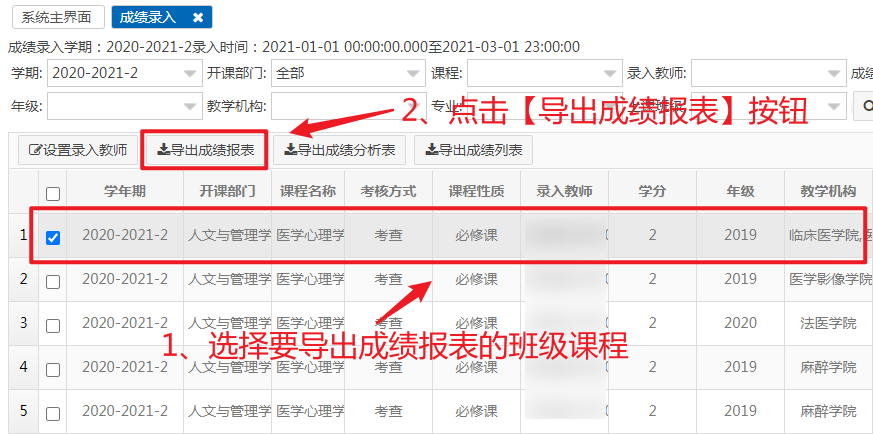 系统主界面 成绩录入 ✖
成绩录入学期：2020-2021-2录入时间：2021-01-01 00:00:00.000至2021-03-01 23:00:00
学期: 2020-2021-2 开课部门: 全部 课程: 录入教师: 成绩
年级: 教学机构: 专业:
2、点击【导出成绩报表】按钮
设置录入教师 导出成绩报表 导出成绩分析表 导出成绩列表
学年期 开课部门 课程名称 考核方式 课程性质 录入教师 学分 年级 教学机构
1 2020-2021-2 人文与管理学 医学心理学 考查 必修课 2 2019 临床医学院,医
2 2020-2021-2 人文与管理学 医学心理学 考查 必修课 2 2019 医学影像学院
3 2020-2021-2 人文与管理学 医学心理学 考查 必修课 2 2020 法医学院
1、选择要导出成绩报表的班级课程
4 2020-2021-2 人文与管理学 医学心理学 考查 必修课 2 2019 麻醉学院
5 2020-2021-2 人文与管理学 医学心理学 考查 必修课 2 2019 麻醉学院